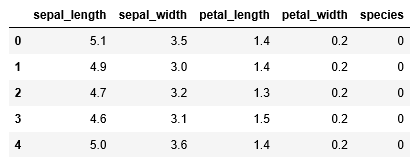 sepal_length sepal_width petal_length petal_width species
0 5.1 3.5 1.4 0.2 0
1 4.9 3.0 1.4 0.2 0
2 4.7 3.2 1.3 0.2 0
3 4.6 3.1 1.5 0.2 0
4 5.0 3.6 1.4 0.2 0